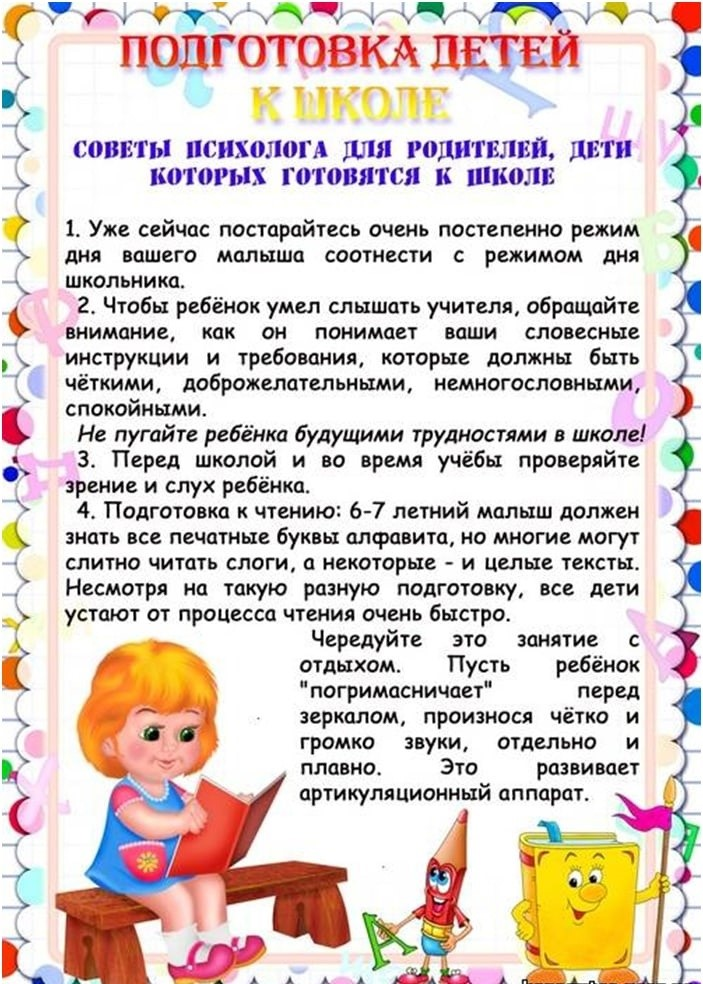 ПОДГОТОВКА ДЕТЕЙ
К ШКОЛЕ
СОВЕТЫ ПСИХОЛОГА ДЛЯ РОДИТЕЛЕЙ, ДЕТИ
КОТОРЫХ ГОТОВЯТСЯ К ШКОЛЕ
1. Уже сейчас постарайтесь очень постепенно режим
дня вашего малыша соотнести с режимом дня
школьника.
2. Чтобы ребёнок умел слышать учителя, обращайте
внимание, как он понимает ваши словесные
инструкции и требования, которые должны быть
чёткими, доброжелательными, немногословными,
спокойными.
Не пугайте ребёнка будущими трудностями в школе!
3. Перед школой и во время учёбы проверяйте
зрение и слух ребёнка.
4. Подготовка к чтению: 6-7 летний малыш должен
знать все печатные буквы алфавита, но многие могут
слитно читать слоги, а некоторые - и целые тексты.
Несмотря на такую разную подготовку, все дети
устают от процесса чтения очень быстро.
Чередуйте это занятие с
отдыхом. Пусть ребёнок
"погримасничает" перед
зеркалом, произнося чётко и
громко звуки, отдельно и
плавно. Это развивает
артикуляционный аппарат.
А